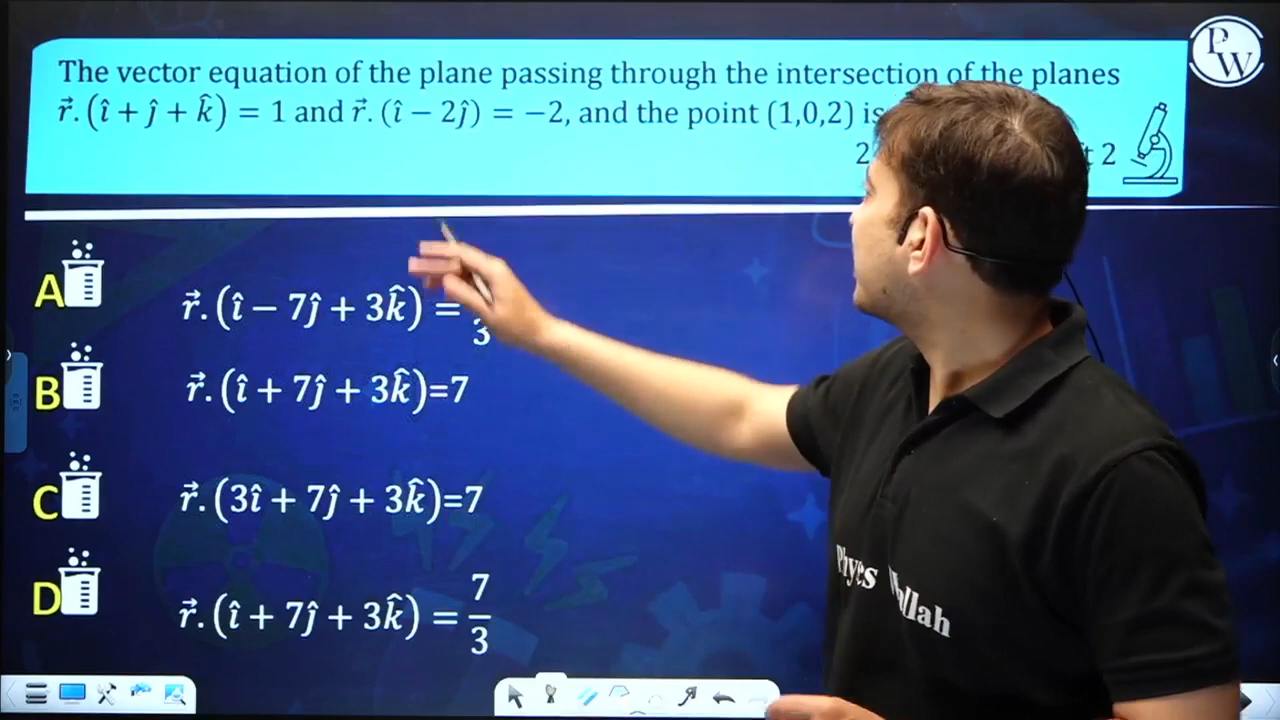 PW
The vector equation of the plane passing through the intersection of the planes
r⃗.(î + ĵ + k̂) = 1 and r⃗.(î − 2ĵ) = −2, and the point (1,0,2) is
2 2
A r⃗.(î − 7ĵ + 3k̂) = 3
B r⃗.(î + 7ĵ + 3k̂)=7
C r⃗.(3î + 7ĵ + 3k̂)=7
D r⃗.(î + 7ĵ + 3k̂) = 7/3
Physics Wallah